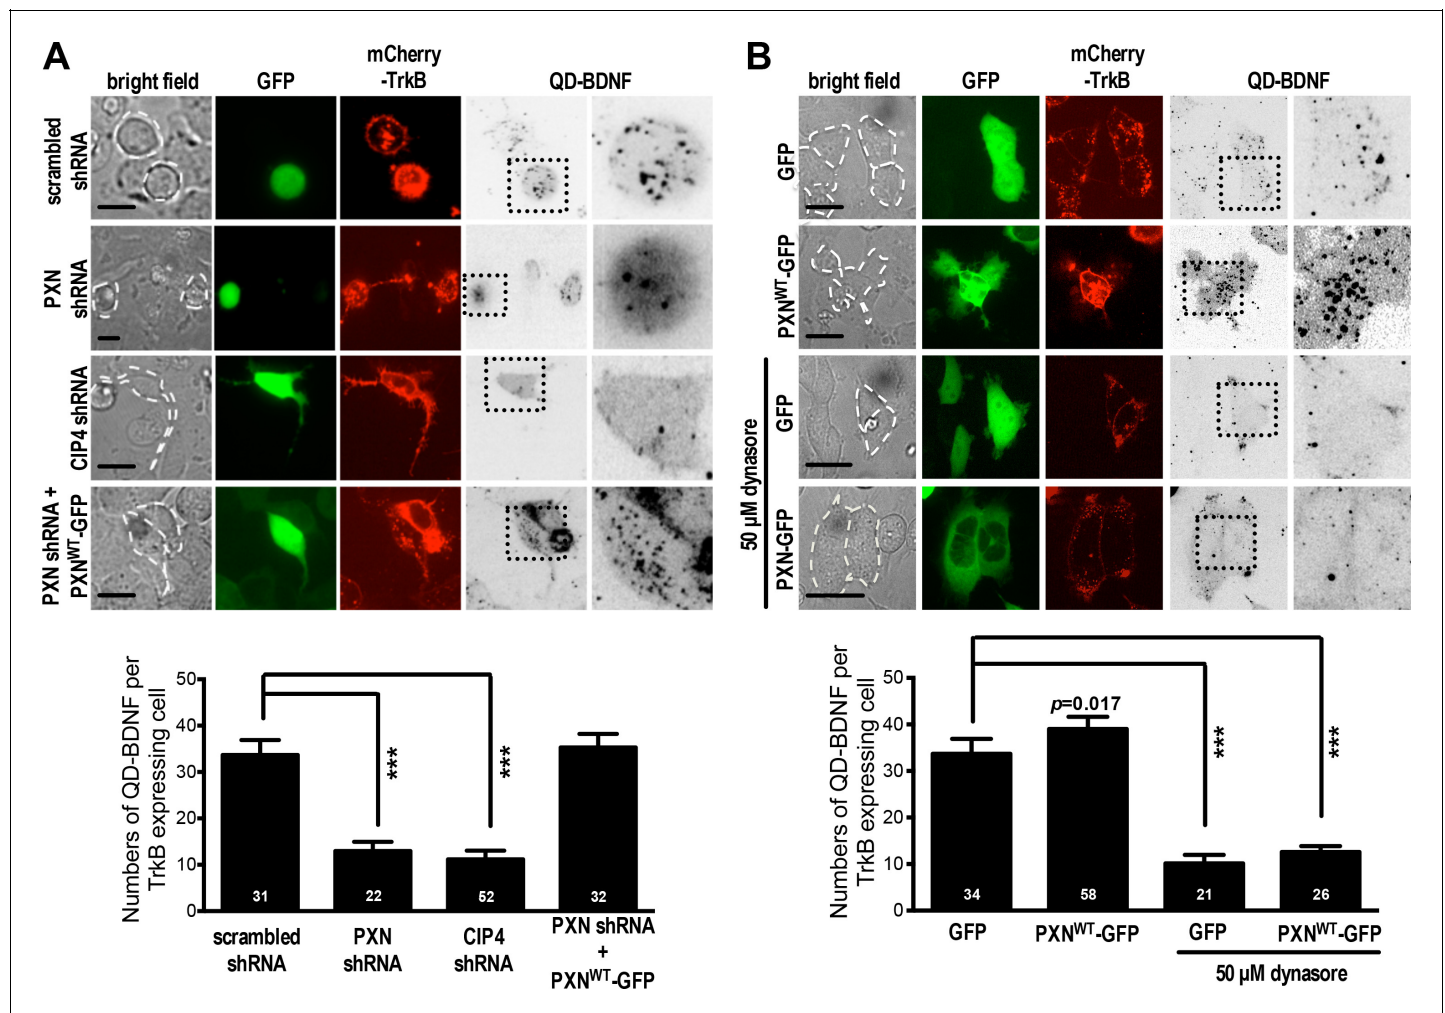 A
bright field
GFP
mCherry
-TrkB
QD-BDNF
scrambled
shRNA
PXN
shRNA
CIP4 shRNA
PXN shRNA +
PXNWT-GFP
Numbers of QD-BDNF per
TrkB expressing cell
50
40
30
20
10
0
***
***
31
22
52
32
scrambled
shRNA
PXN
shRNA
CIP4
shRNA
PXN shRNA
+
PXNWT-GFP
B
bright field
GFP
mCherry
-TrkB
QD-BDNF
GFP
PXNWT-GFP
50 µM dynasore
GFP
PXN-GFP
Numbers of QD-BDNF per
TrkB expressing cell
50
40
30
20
10
0
p=0.017
***
***
34
58
21
26
GFP
PXNWT-GFP
GFP
PXNWT-GFP
50 µM dynasore